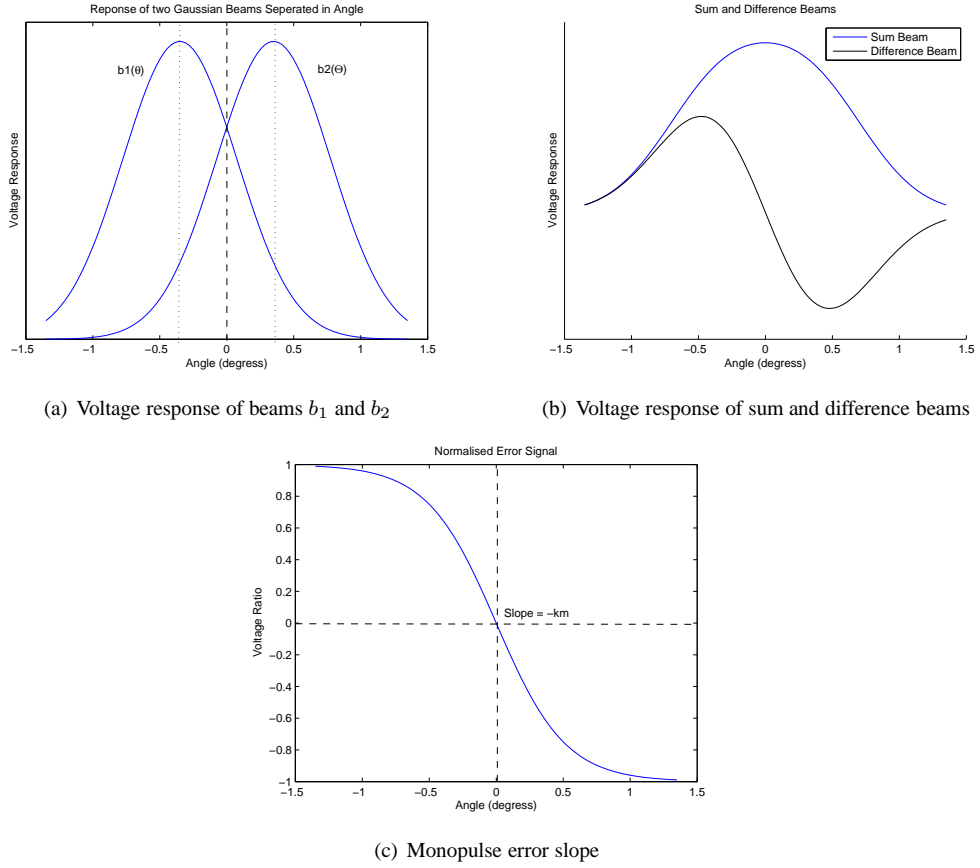 Reponse of two Gaussian Beams Seperated in Angle
b1(θ)
b2(Θ)
Voltage Response
−1.5 −1 −0.5 0 0.5 1 1.5
Angle (degrees)
(a) Voltage response of beams b1 and b2
Sum and Difference Beams
Sum Beam
Difference Beam
Voltage Response
−1.5 −1 −0.5 0 0.5 1 1.5
Angle (degress)
(b) Voltage response of sum and difference beams
Normalised Error Signal
1
0.8
0.6
0.4
0.2
0
−0.2
−0.4
−0.6
−0.8
−1
Voltage Ratio
Slope = −km
−1.5 −1 −0.5 0 0.5 1 1.5
Angle (degress)
(c) Monopulse error slope